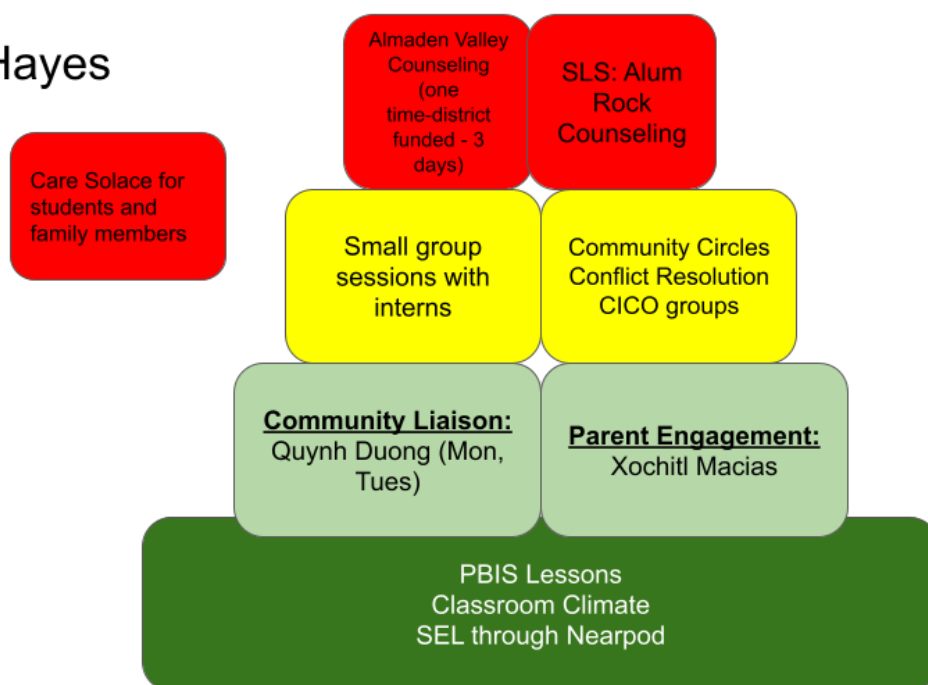 Hayes
Almaden Valley
Counseling
(one
time-district
funded - 3
days)
SLS: Alum
Rock
Counseling
Care Solace for
students and
family members
Small group
sessions with
interns
Community Circles
Conflict Resolution
CICO groups
Community Liaison:
Quynh Duong (Mon,
Tues)
Parent Engagement:
Xochitl Macias
PBIS Lessons
Classroom Climate
SEL through Nearpod